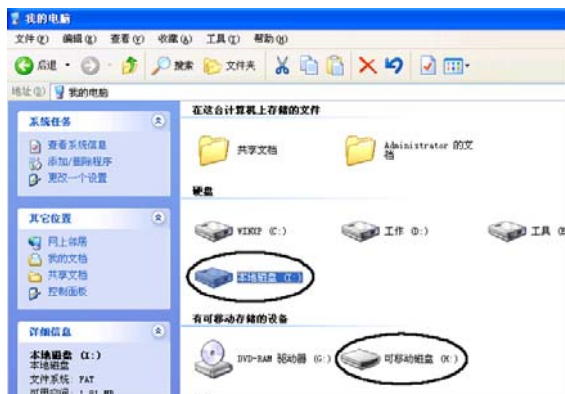 我的电脑
文件(F) 编辑(E) 查看(V) 收藏(A) 工具(T) 帮助(H)
后退 搜索 文件夹
地址(D) 我的电脑
系统任务
查看系统信息
添加/删除程序
更改一个设置
其它位置
网上邻居
我的文档
共享文档
控制面板
详细信息
本地磁盘 (I:)
本地磁盘
文件系统: FAT
在这台计算机上存储的文件
共享文档
Administrator 的文档
硬盘
WINXP (C:)
工作 (D:)
工具
本地磁盘 (I:)
有可移动存储的设备
DVD-RAM 驱动器 (G:)
可移动磁盘 (K:)